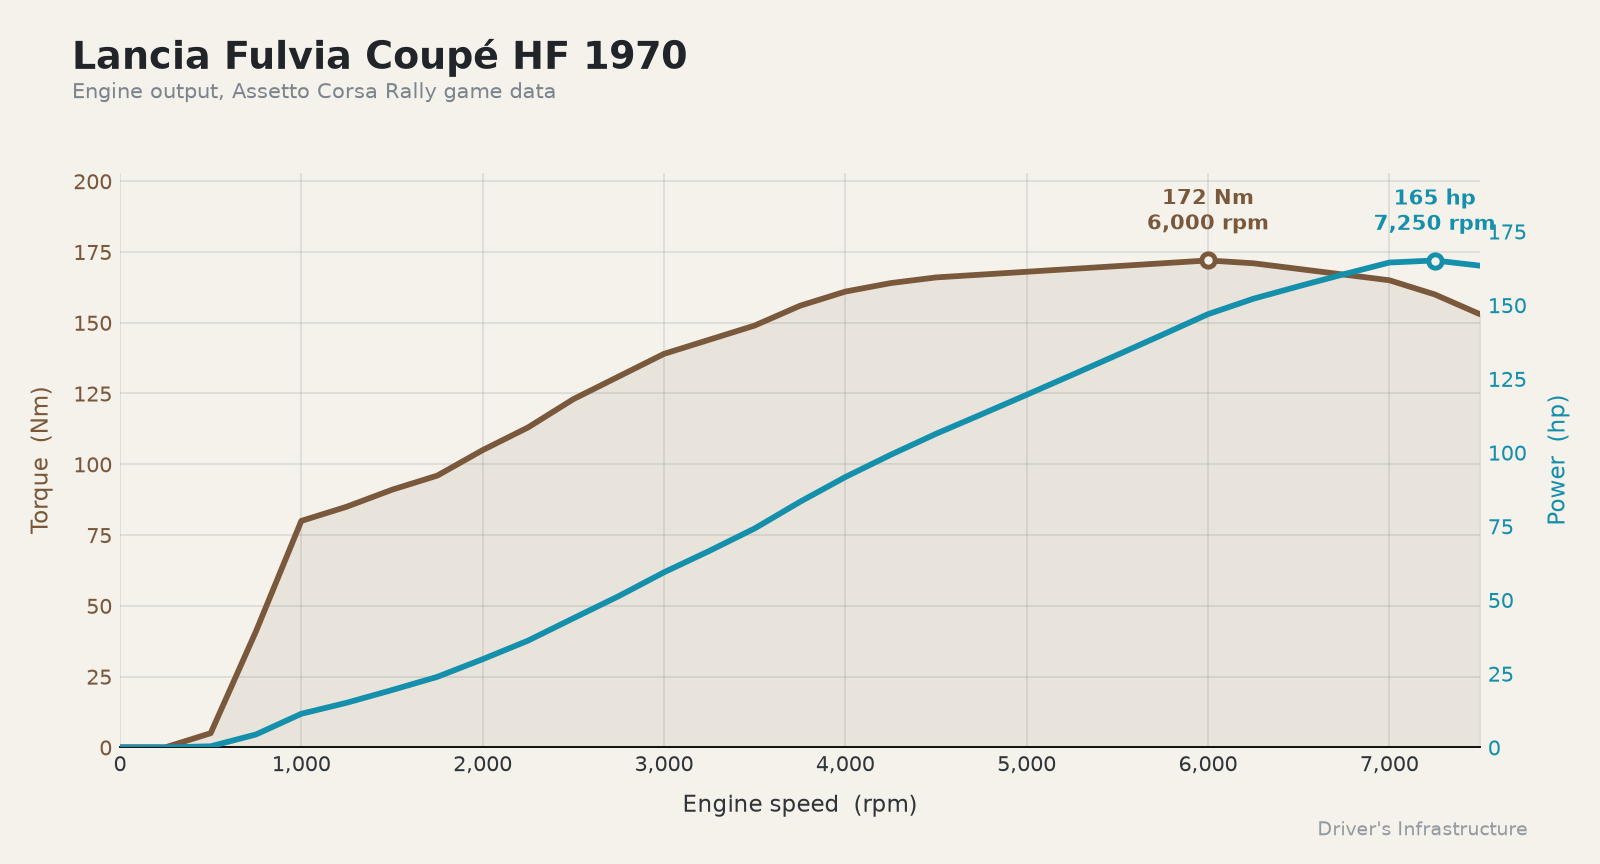 Lancia Fulvia Coupé HF 1970
Engine output, Assetto Corsa Rally game data
172 Nm
6,000 rpm
165 hp
7,250 rpm
Torque (Nm)
200
175
150
125
100
75
50
25
0
Power (hp)
175
150
125
100
75
50
25
0
0
1,000
2,000
3,000
4,000
5,000
6,000
7,000
Engine speed (rpm)
Driver's Infrastructure